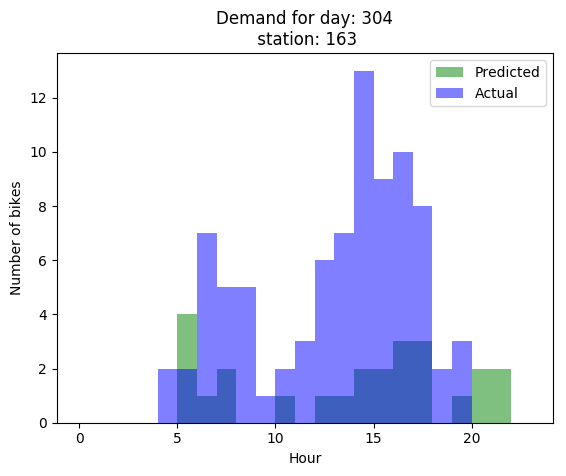 Demand for day: 304
station: 163
Predicted
Actual
Number of bikes
12
10
8
6
4
2
0
0
5
10
15
20
Hour